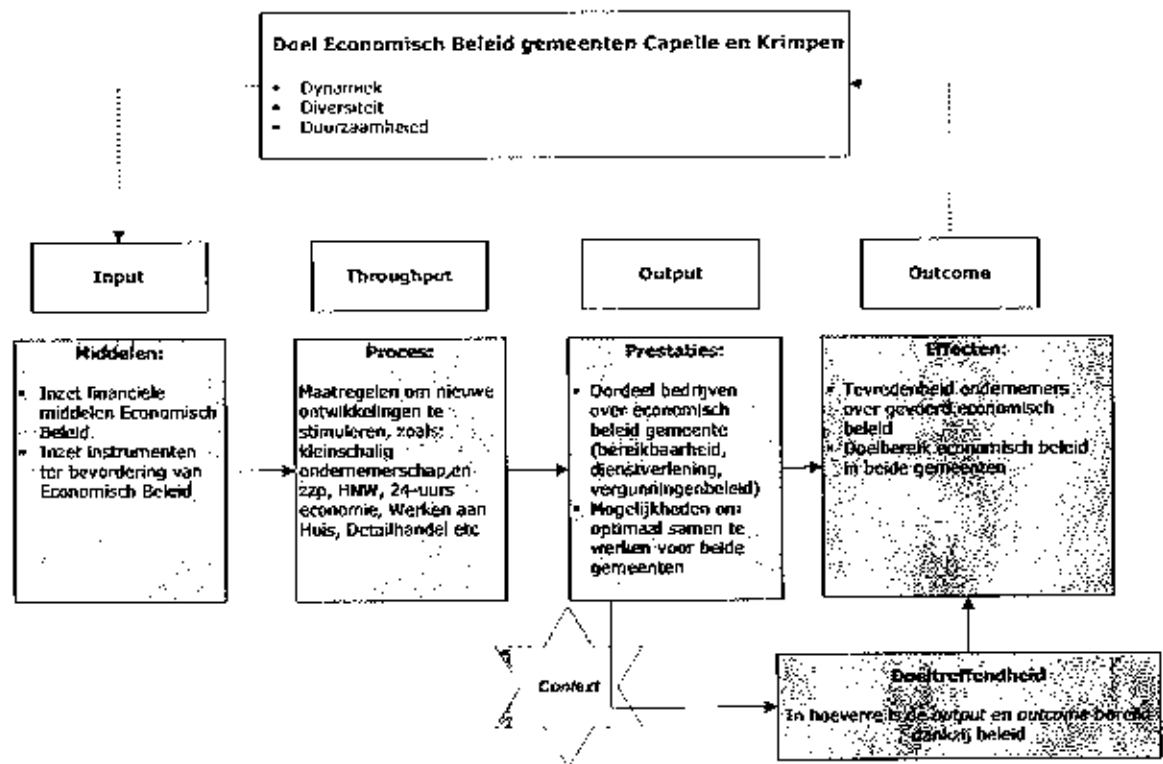 Doel Economisch Beleid gemeenten Capelle en Krimpen
• Dynamiek
• Diversiteit
• Duurzaamheid
Input
Throughput
Output
Outcome
Middelen:
• Inzet financiële
middelen Economisch
Beleid.
• Inzet instrumenten
ter bevordering van
Economisch Beleid
Proces:
Maatregelen om nieuwe
ontwikkelingen te
stimuleren, zoals:
kleinschalig
ondernemerschap en
zzp, HNW, 24-uurs
economie, Werken aan
Huis, Detailhandel etc
Prestaties:
• Oordeel bedrijven
over economisch
beleid gemeente
(bereikbaarheid,
dienstverlening,
vergunningenbeleid)
• Mogelijkheden om
optimaal samen te
werken voor beide
gemeenten
Effecten:
• Tevredenheid ondernemers
over gevoerd economisch
beleid
• Doelbereik economisch beleid
in beide gemeenten
Context
Doeltreffendheid
In hoeverre is de output en outcome bereikt
dankzij beleid